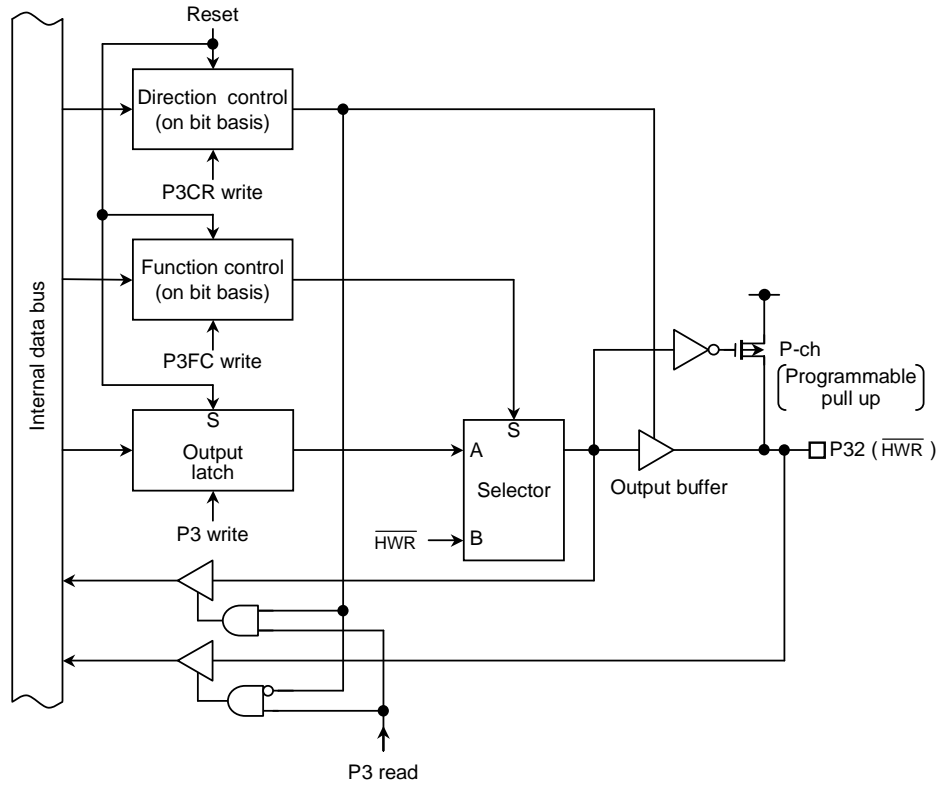 Reset
Direction control
(on bit basis)
P3CR write
Function control
(on bit basis)
P3FC write
Internal data bus
S
Output
latch
P3 write
A
S
Selector
B
HWR
P-ch
Programmable
pull up
Output buffer
P32 (HWR)
P3 read